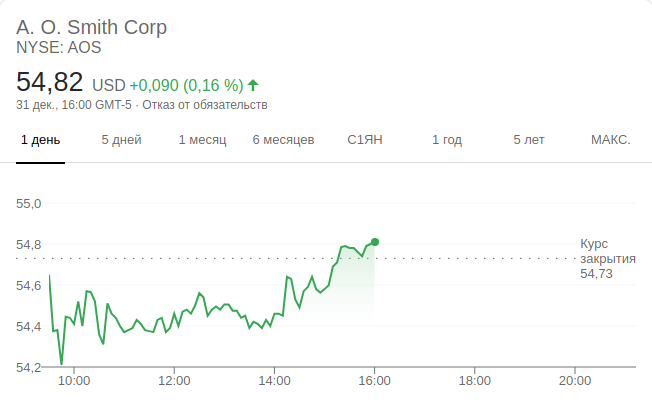 A. O. Smith Corp
NYSE: AOS
54,82 USD +0,090 (0,16 %)
31 дек., 16:00 GMT-5 · Отказ от обязательств
1 день 5 дней 1 месяц 6 месяцев С1ЯН 1 год 5 лет МАКС.
55,0
54,8
54,6
54,4
54,2
Курс
закрытия
54,73
10:00 12:00 14:00 16:00 18:00 20:00